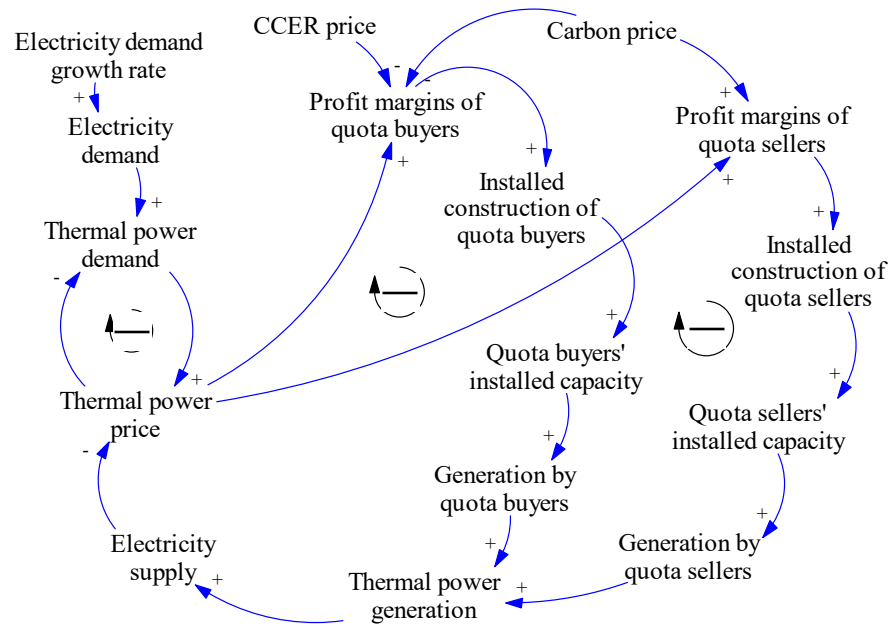 Electricity demand
growth rate
+
Electricity
demand
+
Thermal power
demand
-
+
Thermal power
price
-
Electricity
supply
+
CCER price
-
-
Profit margins of
quota buyers
+
+
Installed
construction of
quota buyers
+
Quota buyers'
installed capacity
+
Generation by
quota buyers
+
Thermal power
generation
+
Carbon price
+
Profit margins of
quota sellers
+
+
Installed
construction of
quota sellers
+
Quota sellers'
installed capacity
+
Generation by
quota sellers